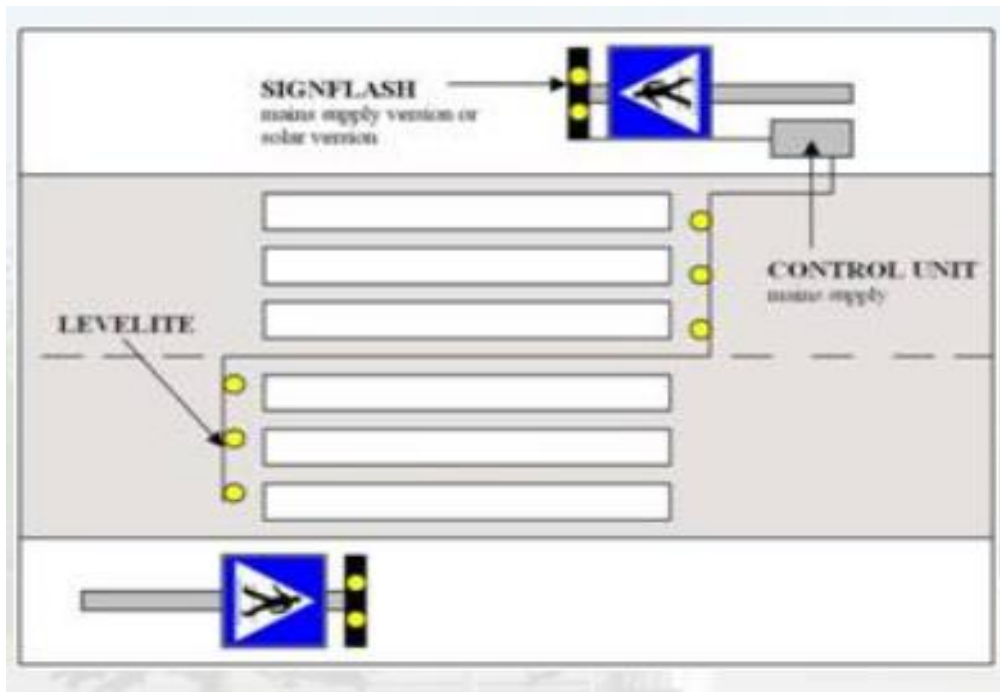 SIGNFLASH
mains supply version or
solar version
CONTROL UNIT
mains supply
LEVELITE